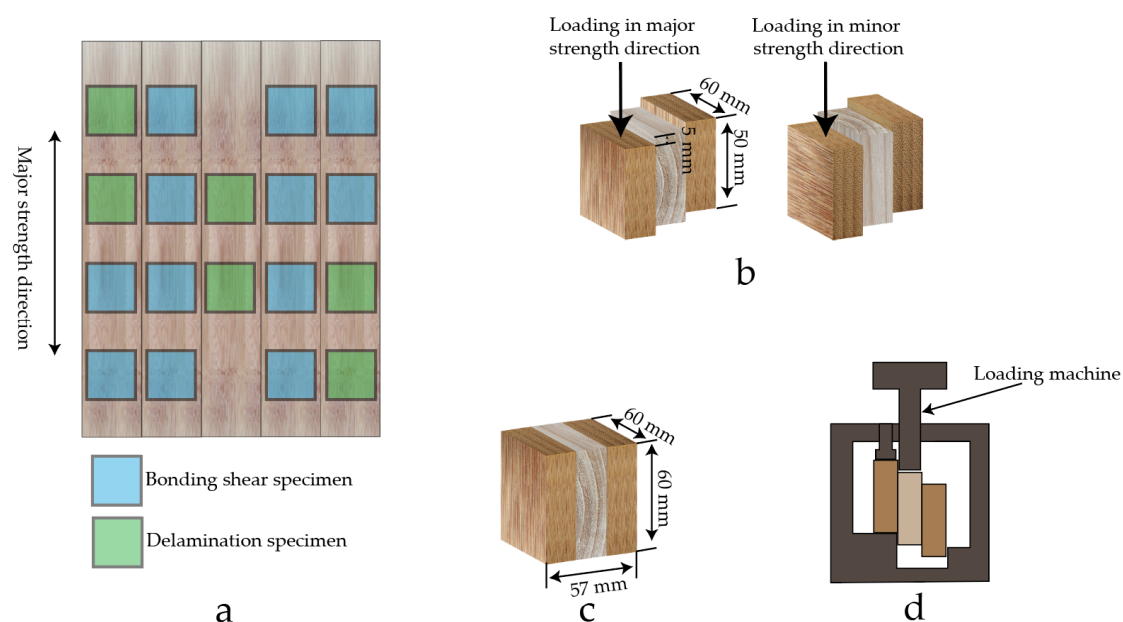 Major strength direction
Bonding shear specimen
Delamination specimen
a
Loading in major
strength direction
Loading in minor
strength direction
60 mm
5 mm
50 mm
b
60 mm
60 mm
57 mm
c
Loading machine
d